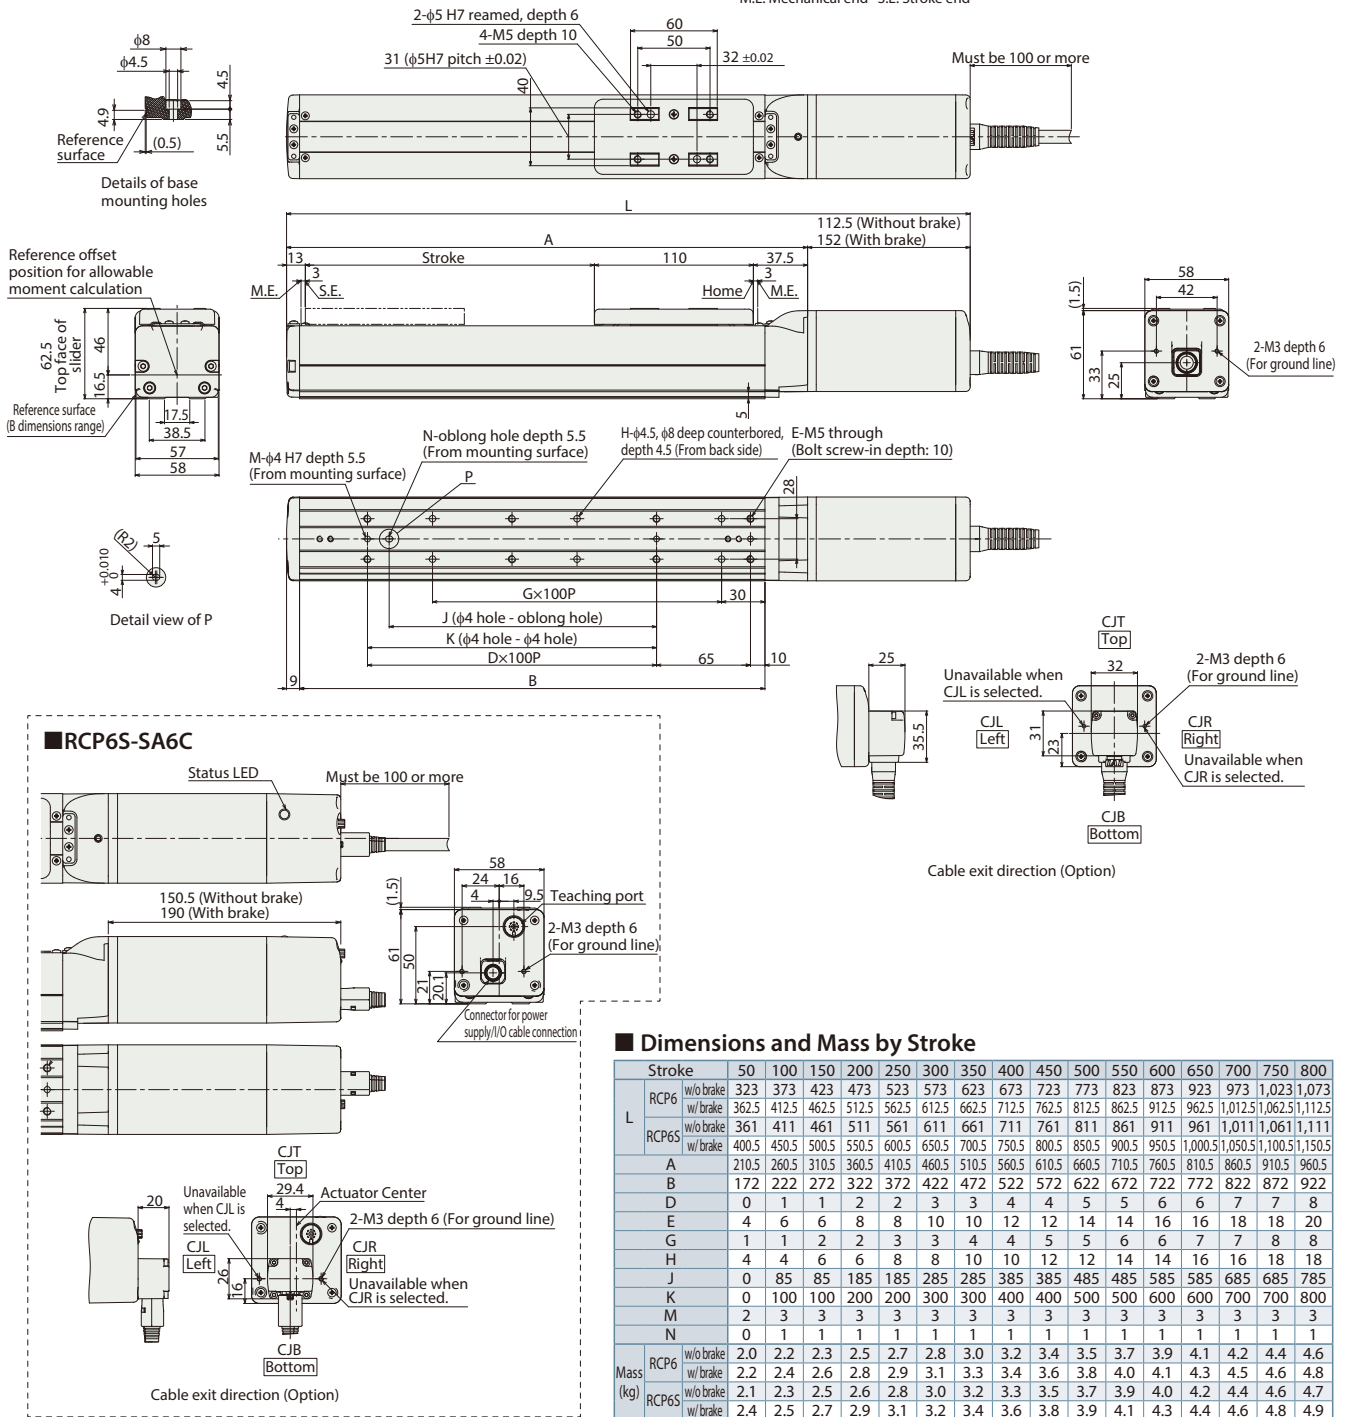 M.E. Mechanical end S.E. Stroke end
2-ϕ5 H7 reamed, depth 6
4-M5 depth 10
31 (ϕ5H7 pitch ±0.02)
60
50
32 ±0.02
40
Must be 100 or more
ϕ8
ϕ4.5
4.5
4.9
5.5
(0.5)
Reference
surface
Details of base
mounting holes
L
112.5 (Without brake)
152 (With brake)
A
13
Stroke
110
37.5
3
3
M.E.
S.E.
Home
M.E.
5
Reference offset
position for allowable
moment calculation
62.5
Top face of
slider
46
16.5
Reference surface
(B dimensions range)
17.5
38.5
57
58
58
42
(1.5)
61
33
25
2-M3 depth 6
(For ground line)
M-ϕ4 H7 depth 5.5
(From mounting surface)
N-oblong hole depth 5.5
(From mounting surface)
P
H-ϕ4.5, ϕ8 deep counterbored,
depth 4.5 (From back side)
E-M5 through
(Bolt screw-in depth: 10)
28
G×100P
30
J (ϕ4 hole - oblong hole)
K (ϕ4 hole - ϕ4 hole)
D×100P
65
10
9
B
(R2)
5
4 +0.010 0
Detail view of P
25
35.5
CJT
Top
32
Unavailable when
CJL is selected.
2-M3 depth 6
(For ground line)
CJL
Left
31
23
CJR
Right
Unavailable when
CJR is selected.
CJB
Bottom
Cable exit direction (Option)
■RCP6S-SA6C
Status LED
Must be 100 or more
150.5 (Without brake)
190 (With brake)
58
24
16
4
9.5
Teaching port
(1.5)
61
50
21
20.1
2-M3 depth 6
(For ground line)
Connector for power
supply/I/O cable connection
20
CJT
Top
29.4
4
Actuator Center
Unavailable
when CJL is
selected.
2-M3 depth 6 (For ground line)
CJL
Left
26
16
CJR
Right
Unavailable when
CJR is selected.
CJB
Bottom
Cable exit direction (Option)
■ Dimensions and Mass by Stroke
Stroke 50 100 150 200 250 300 350 400 450 500 550 600 650 700 750 800
L RCP6 w/o brake 323 373 423 473 523 573 623 673 723 773 823 873 923 973 1,023 1,073
w/ brake 362.5 412.5 462.5 512.5 562.5 612.5 662.5 712.5 762.5 812.5 862.5 912.5 962.5 1,012.5 1,062.5 1,112.5
RCP6S w/o brake 361 411 461 511 561 611 661 711 761 811 861 911 961 1,011 1,061 1,111
w/ brake 400.5 450.5 500.5 550.5 600.5 650.5 700.5 750.5 800.5 850.5 900.5 950.5 1,000.5 1,050.5 1,100.5 1,150.5
A 210.5 260.5 310.5 360.5 410.5 460.5 510.5 560.5 610.5 660.5 710.5 760.5 810.5 860.5 910.5 960.5
B 172 222 272 322 372 422 472 522 572 622 672 722 772 822 872 922
D 0 1 1 2 2 3 3 4 4 5 5 6 6 7 7 8
E 4 6 6 8 8 10 10 12 12 14 14 16 16 18 18 20
G 1 1 2 2 3 3 4 4 5 5 6 6 7 7 8 8
H 4 4 6 6 8 8 10 10 12 12 14 14 16 16 18 18
J 0 85 85 185 185 285 285 385 385 485 485 585 585 685 685 785
K 0 100 100 200 200 300 300 400 400 500 500 600 600 700 700 800
M 2 3 3 3 3 3 3 3 3 3 3 3 3 3 3 3
N 0 1 1 1 1 1 1 1 1 1 1 1 1 1 1 1
Mass (kg) RCP6 w/o brake 2.0 2.2 2.3 2.5 2.7 2.8 3.0 3.2 3.4 3.5 3.7 3.9 4.1 4.2 4.4 4.6
w/ brake 2.2 2.4 2.6 2.8 2.9 3.1 3.3 3.4 3.6 3.8 4.0 4.1 4.3 4.5 4.6 4.8
RCP6S w/o brake 2.1 2.3 2.5 2.6 2.8 3.0 3.2 3.3 3.5 3.7 3.9 4.0 4.2 4.4 4.6 4.7
w/ brake 2.4 2.5 2.7 2.9 3.1 3.2 3.4 3.6 3.8 3.9 4.1 4.3 4.4 4.6 4.8 4.9